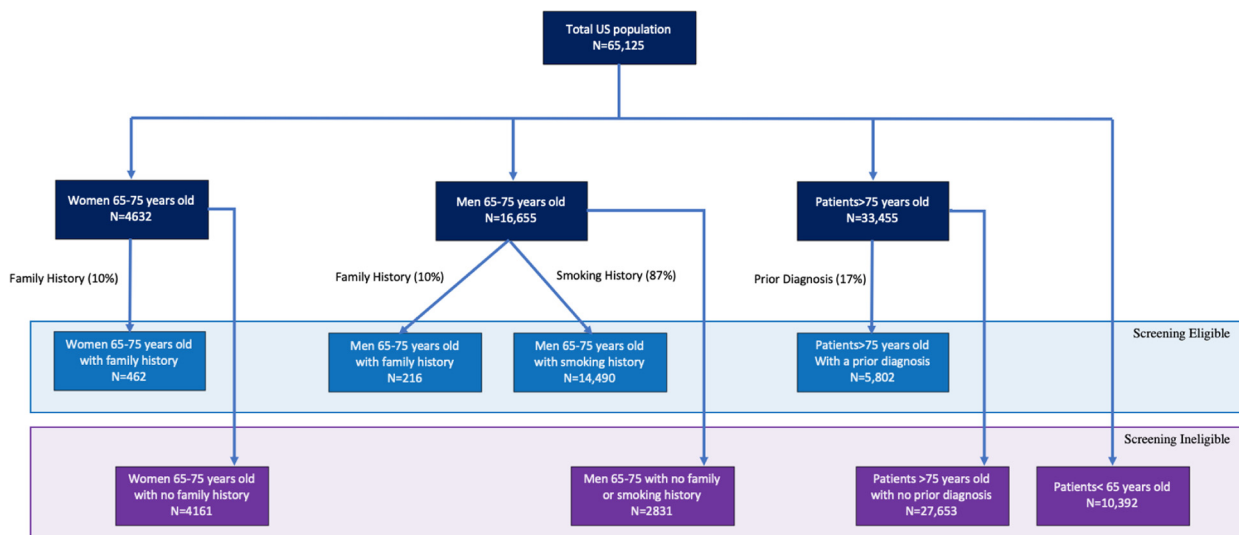 Total US population
N=65,125
Women 65-75 years old
N=4632
Men 65-75 years old
N=16,655
Patients>75 years old
N=33,455
Family History (10%)
Family History (10%)
Smoking History (87%)
Prior Diagnosis (17%)
Screening Eligible
Women 65-75 years old
with family history
N=462
Men 65-75 years old
with family history
N=216
Men 65-75 years old
with smoking history
N=14,490
Patients>75 years old
With a prior diagnosis
N=5,802
Screening Ineligible
Women 65-75 years old
with no family history
N=4161
Men 65-75 with no family
or smoking history
N=2831
Patients >75 years old
with no prior diagnosis
N=27,653
Patients< 65 years old
N=10,392